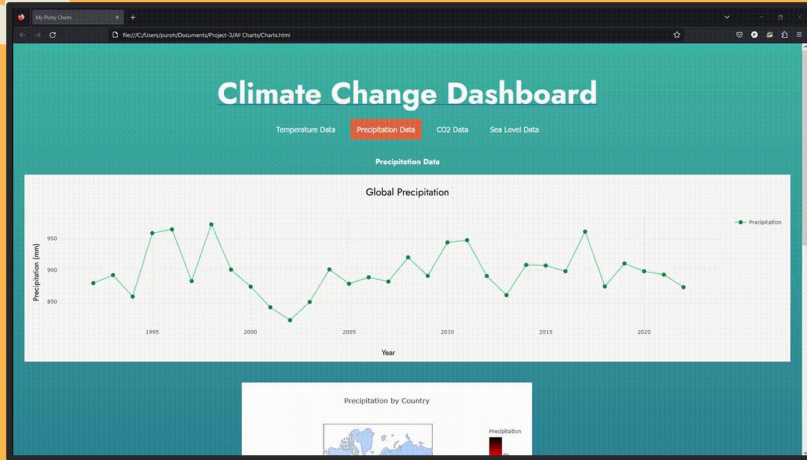 My Plotly Charts
file:///C:/Users/puroh/Documents/Project-3/All Charts/Charts.html
Climate Change Dashboard
Temperature Data
Precipitation Data
CO2 Data
Sea Level Data
Precipitation Data
Global Precipitation
Precipitation
950
900
850
Precipitation (mm)
1995
2000
2005
2010
2015
2020
Year
Precipitation by Country
Precipitation